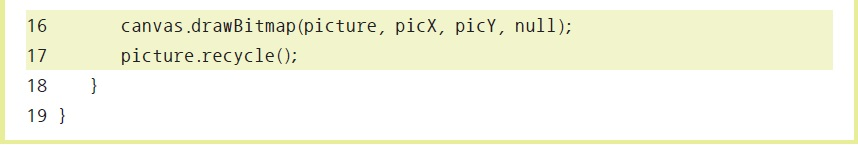 16 canvas.drawBitmap(picture, picX, picY, null);
17 picture.recycle();
18 }
19 }